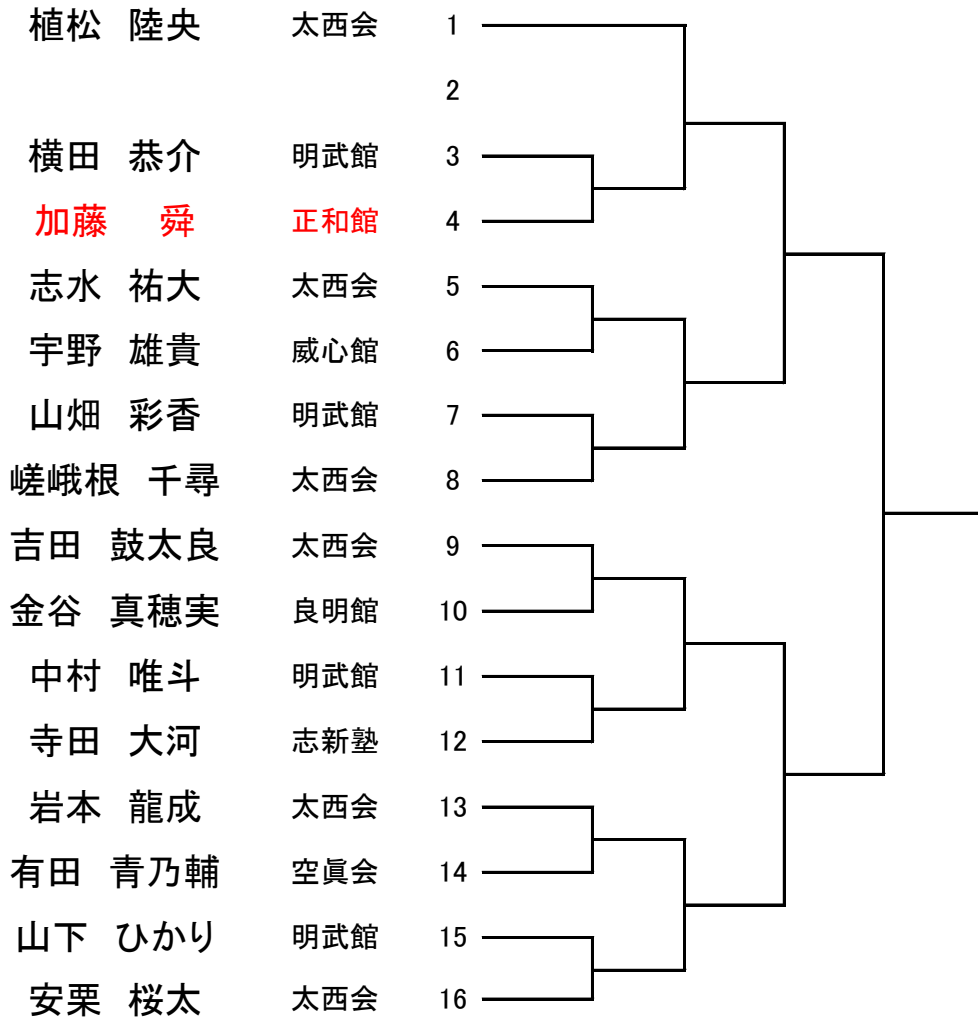 植松 陸央 太西会 1
2
横田 恭介 明武館 3
加藤 舜 正和館 4
志水 祐大 太西会 5
宇野 雄貴 威心館 6
山畑 彩香 明武館 7
嵯峨根 千尋 太西会 8
吉田 鼓太良 太西会 9
金谷 真穂実 良明館 10
中村 唯斗 明武館 11
寺田 大河 志新塾 12
岩本 龍成 太西会 13
有田 青乃輔 空眞会 14
山下 ひかり 明武館 15
安栗 桜太 太西会 16